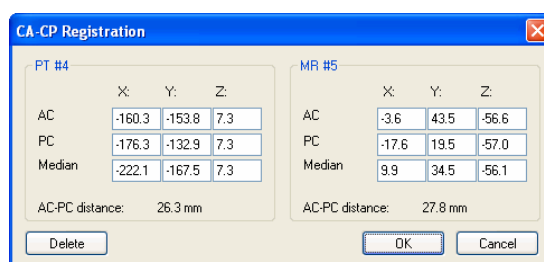 CA-CP Registration
PT #4
X: Y: Z:
AC -160.3 -153.8 7.3
PC -176.3 -132.9 7.3
Median -222.1 -167.5 7.3
AC-PC distance: 26.3 mm
MR #5
X: Y: Z:
AC -3.6 43.5 -56.6
PC -17.6 19.5 -57.0
Median 9.9 34.5 -56.1
AC-PC distance: 27.8 mm
Delete OK Cancel